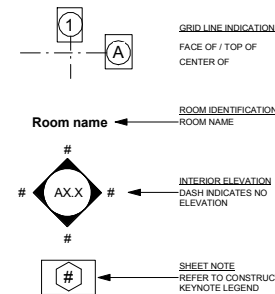 1
GRID LINE INDICATION
A
FACE OF / TOP OF
CENTER OF
ROOM IDENTIFICATION
Room name
ROOM NAME
#
INTERIOR ELEVATION
# AX.X #
DASH INDICATES NO
ELEVATION
#
SHEET NOTE
#
REFER TO CONSTRUC
KEYNOTE LEGEND